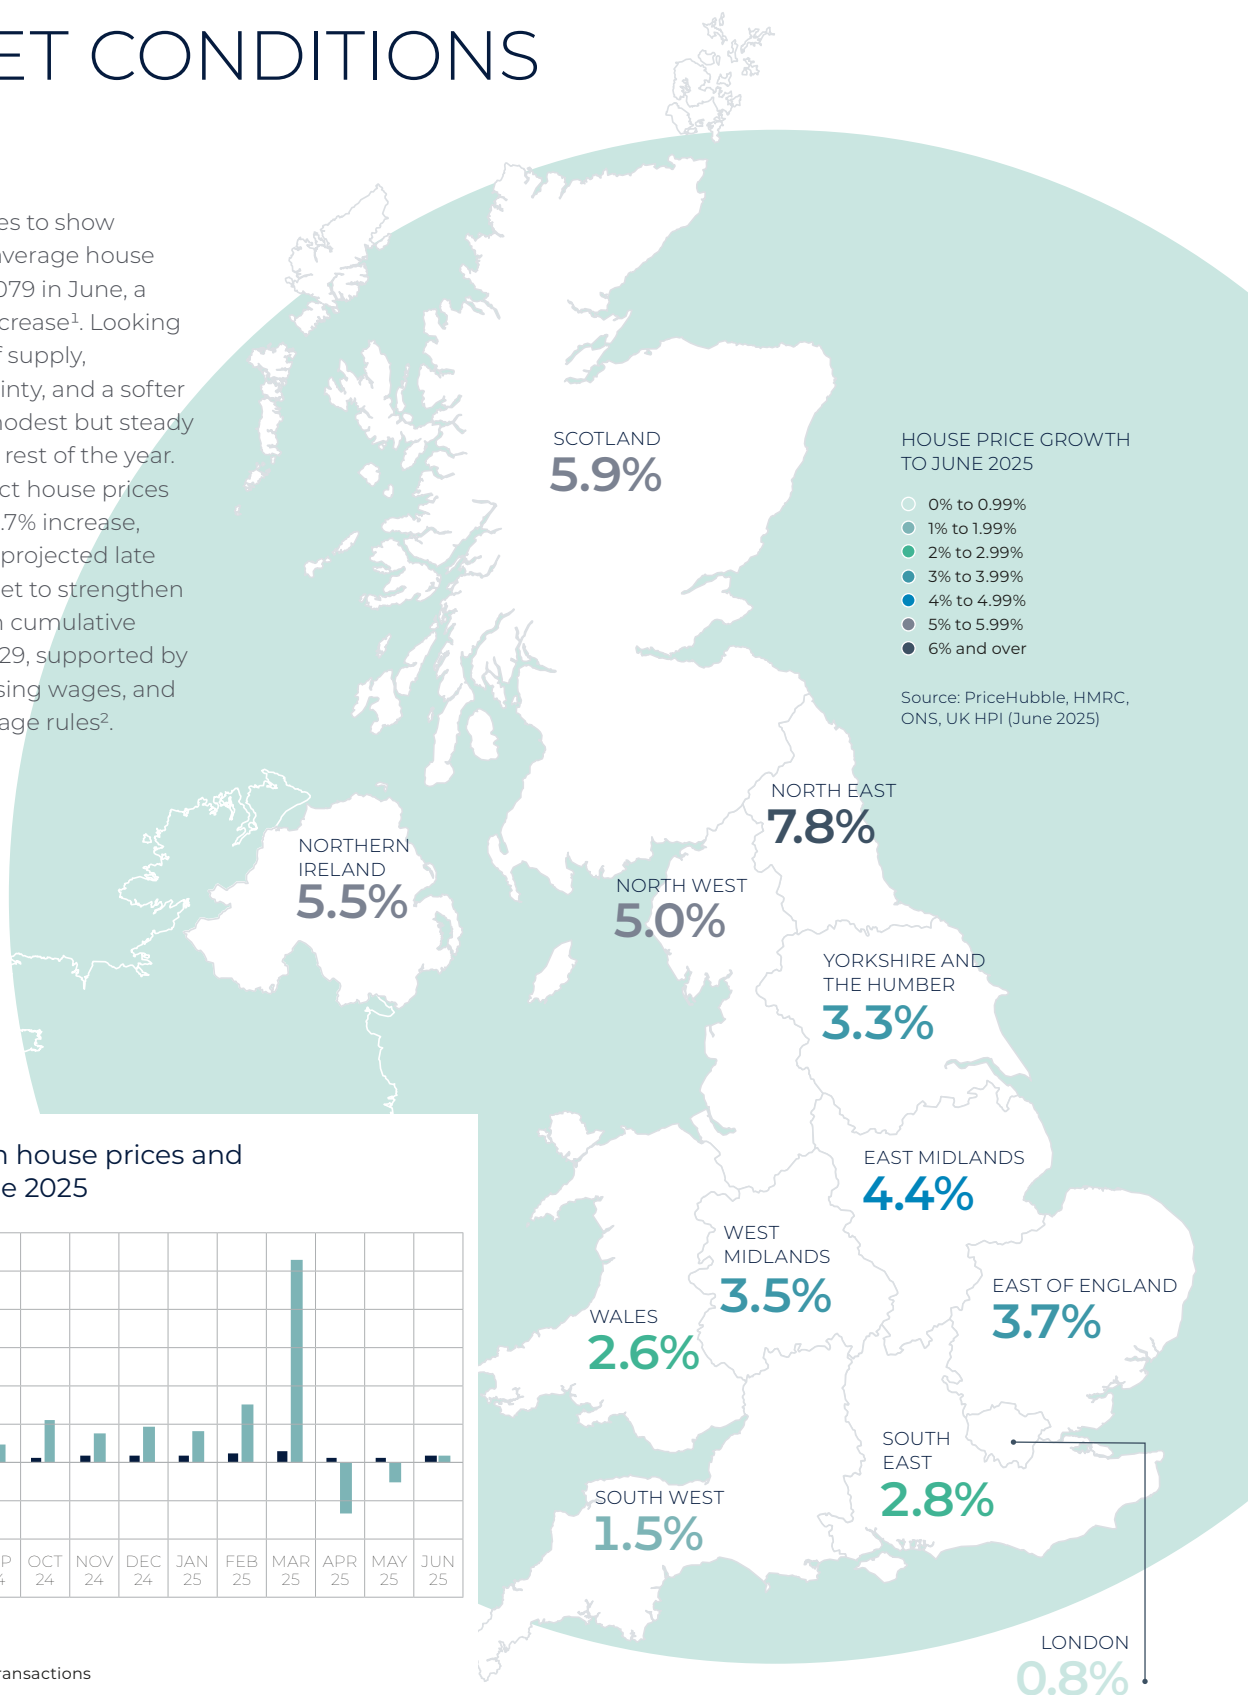 ET CONDITIONS
es to show
average house
079 in June, a
crease¹. Looking
f supply,
inty, and a softer
nodest but steady
rest of the year.
ct house prices
.7% increase,
projected late
et to strengthen
n cumulative
29, supported by
sing wages, and
age rules².
SCOTLAND
5.9%
HOUSE PRICE GROWTH
TO JUNE 2025
0% to 0.99%
1% to 1.99%
2% to 2.99%
3% to 3.99%
4% to 4.99%
5% to 5.99%
6% and over
Source: PriceHubble, HMRC,
ONS, UK HPI (June 2025)
NORTH EAST
7.8%
NORTHERN
IRELAND
5.5%
NORTH WEST
5.0%
YORKSHIRE AND
THE HUMBER
3.3%
EAST MIDLANDS
4.4%
WEST
MIDLANDS
3.5%
EAST OF ENGLAND
3.7%
WALES
2.6%
SOUTH
EAST
2.8%
SOUTH WEST
1.5%
LONDON
0.8%
n house prices and
e 2025
P OCT NOV DEC JAN FEB MAR APR MAY JUN
4 24 24 24 25 25 25 25 25 25
ransactions